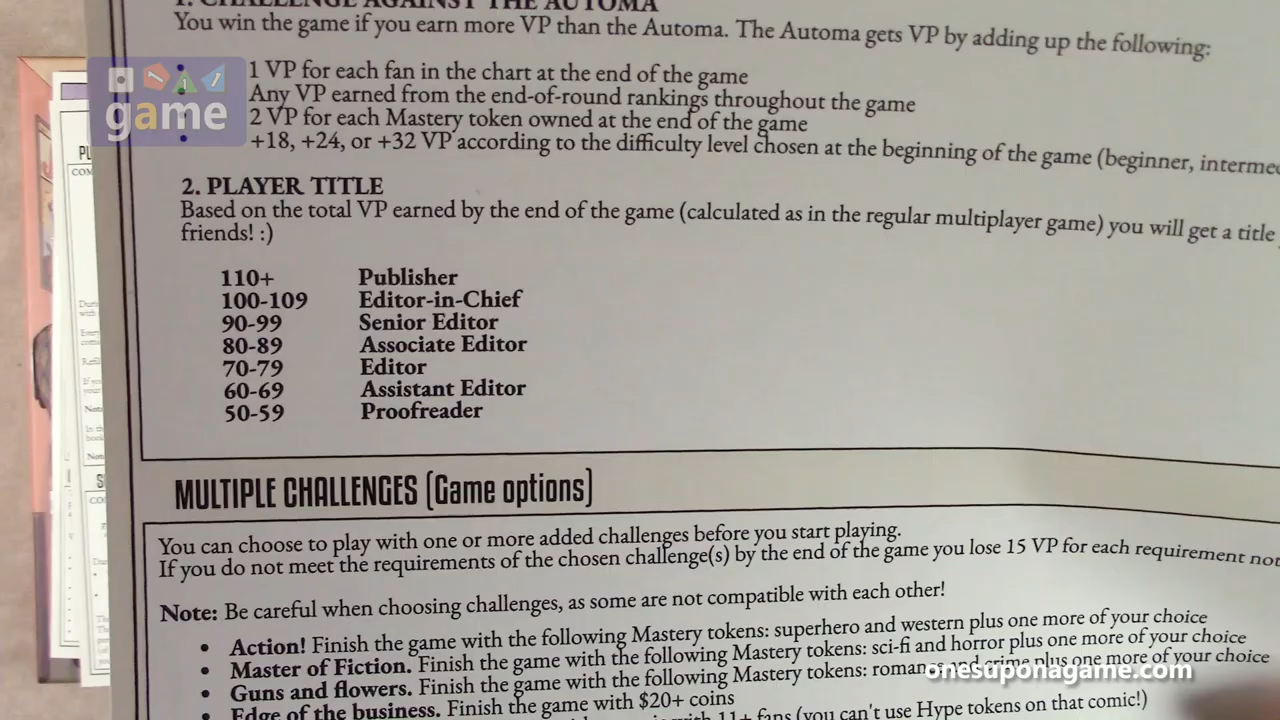 1. CHALLENGE AGAINST THE AUTOMA
You win the game if you earn more VP than the Automa. The Automa gets VP by adding up the following:
1 VP for each fan in the chart at the end of the game
Any VP earned from the end-of-round rankings throughout the game
2 VP for each Mastery token owned at the end of the game
+18, +24, or +32 VP according to the difficulty level chosen at the beginning of the game (beginner,
game
2. PLAYER TITLE
Based on the total VP earned by the end of the game (calculated as in the regular multiplayer game) you will get a title
friends! :)
110+ Publisher
100-109 Editor-in-Chief
90-99 Senior Editor
80-89 Associate Editor
70-79 Editor
60-69 Assistant Editor
50-59 Proofreader
MULTIPLE CHALLENGES (Game options)
You can choose to play with one or more added challenges before you start playing.
If you do not meet the requirements of the chosen challenge(s) by the end of the game you lose 15 VP for each requirement not
Note: Be careful when choosing challenges, as some are not compatible with each other!
• Action! Finish the game with the following Mastery tokens: superhero and western plus one more of your choice
• Master of Fiction. Finish the game with the following Mastery tokens: sci-fi and horror plus one more of your choice
• Guns and flowers. Finish the game with the following Mastery tokens: crime plus one more of your choice
• Edge of the business. Finish the game with $20+ coins
with 11+ fans (you can't use Hype tokens on that comic!)
onesuponagame.com